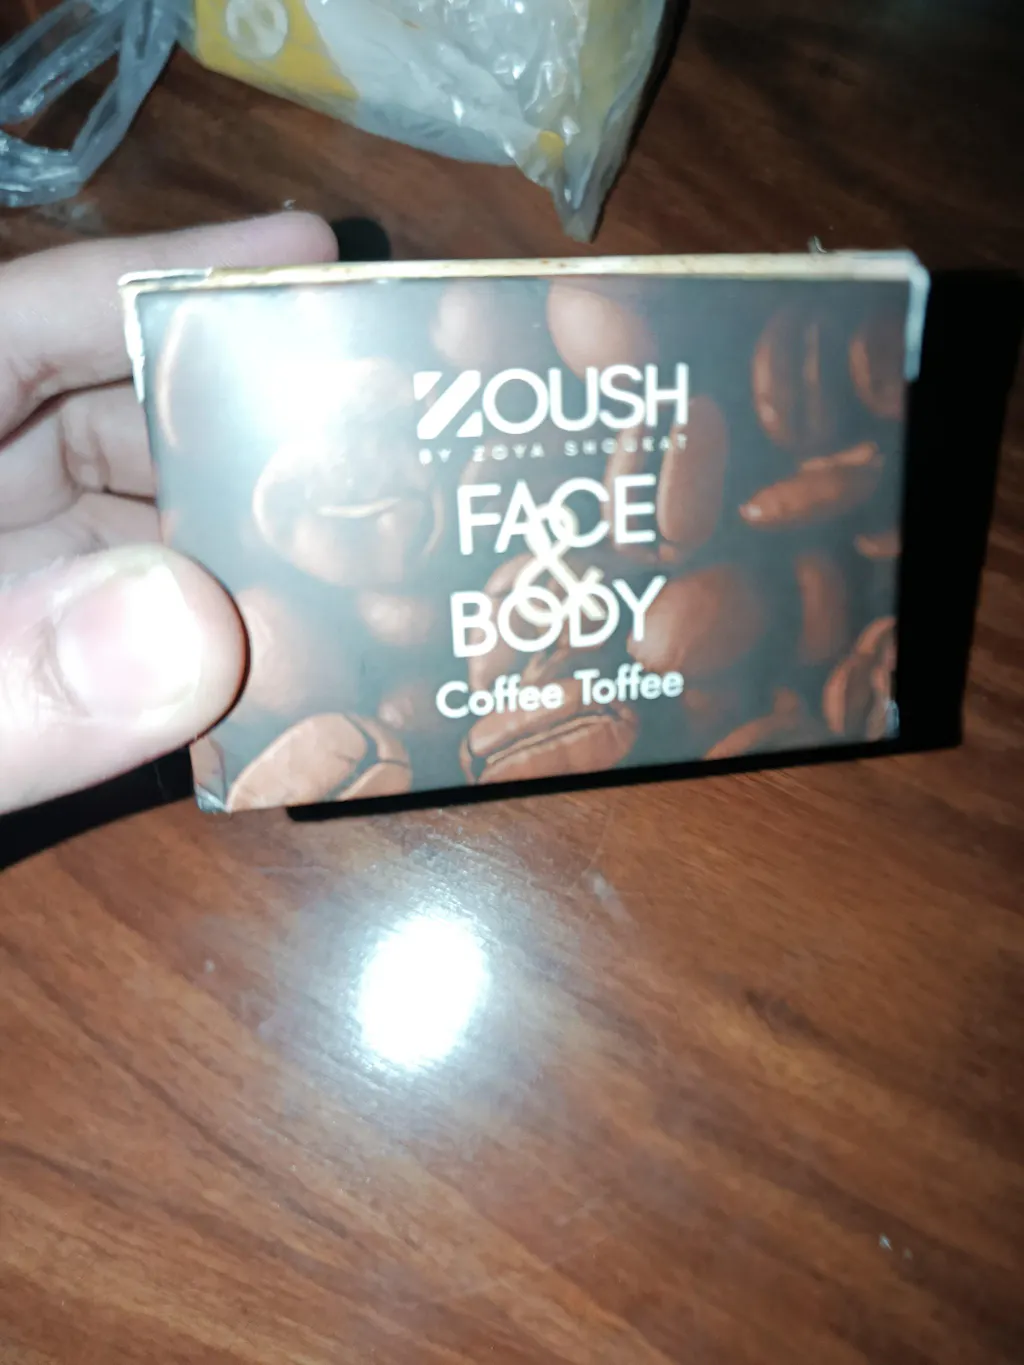 ZOUSH
BY ZOYA SHOUKAT
FACE
&
BODY
Coffee Toffee